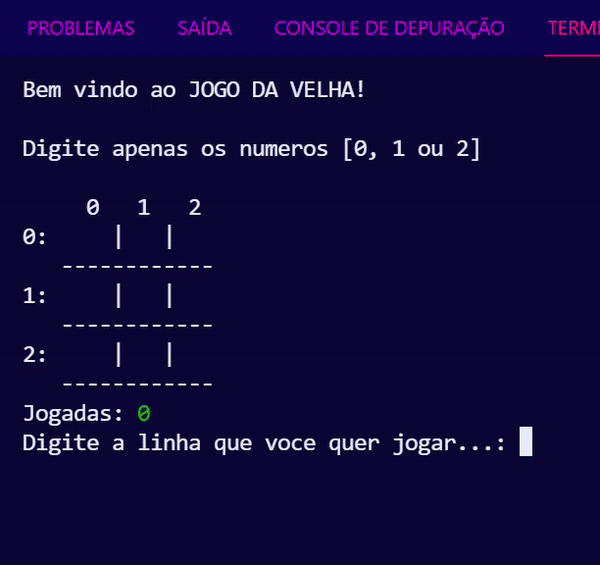 PROBLEMAS SAÍDA CONSOLE DE DEPURAÇÃO TERMI
Bem vindo ao JOGO DA VELHA!
Digite apenas os numeros [0, 1 ou 2]
0 1 2
0: | |
------------
1: | |
------------
2: | |
------------
Jogadas: 0
Digite a linha que voce quer jogar...: